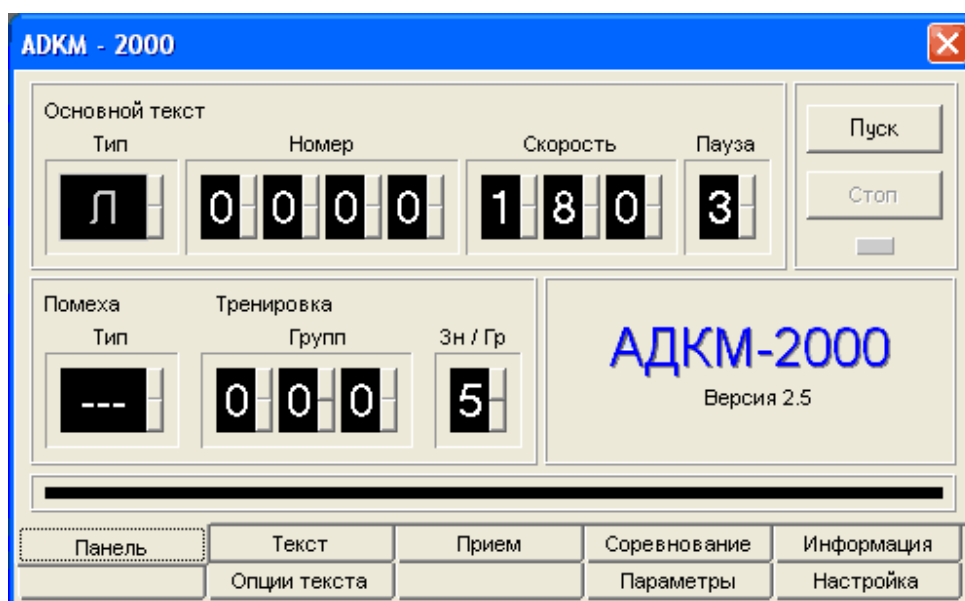 ADKM - 2000
Основной текст
Тип Номер Скорость Пауза
Л 0 0 0 0 1 8 0 3
Пуск
Стоп
Помеха Тренировка
Тип Групп Зн / Гр
--- 0 0 0 5
АДКМ-2000
Версия 2.5
Панель Текст Прием Соревнование Информация
Опции текста Параметры Настройка